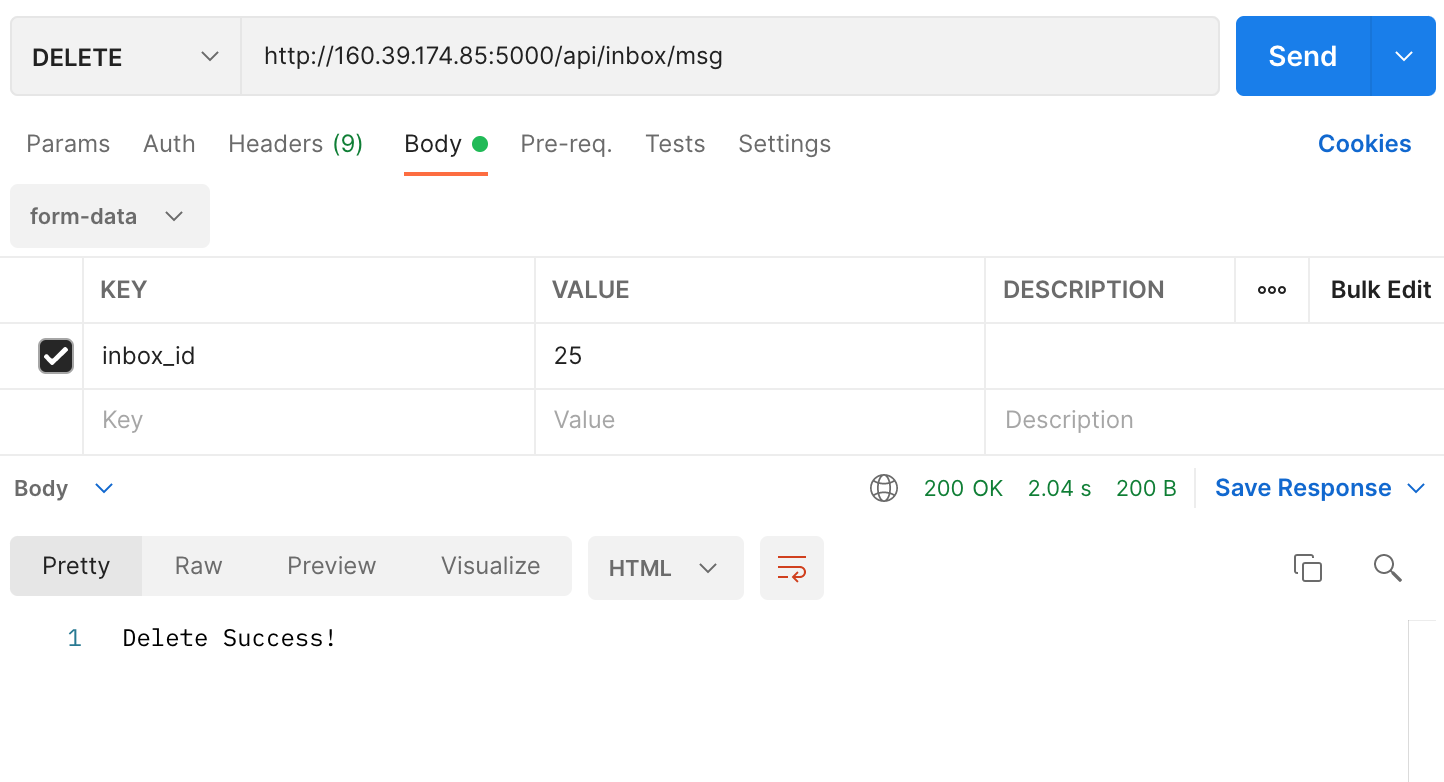 DELETE http://160.39.174.85:5000/api/inbox/msg Send
Params Auth Headers (9) Body Pre-req. Tests Settings Cookies
form-data
KEY VALUE DESCRIPTION Bulk Edit
inbox_id 25
Key Value Description
Body 200 OK 2.04 s 200 B Save Response
Pretty Raw Preview Visualize HTML
1 Delete Success!